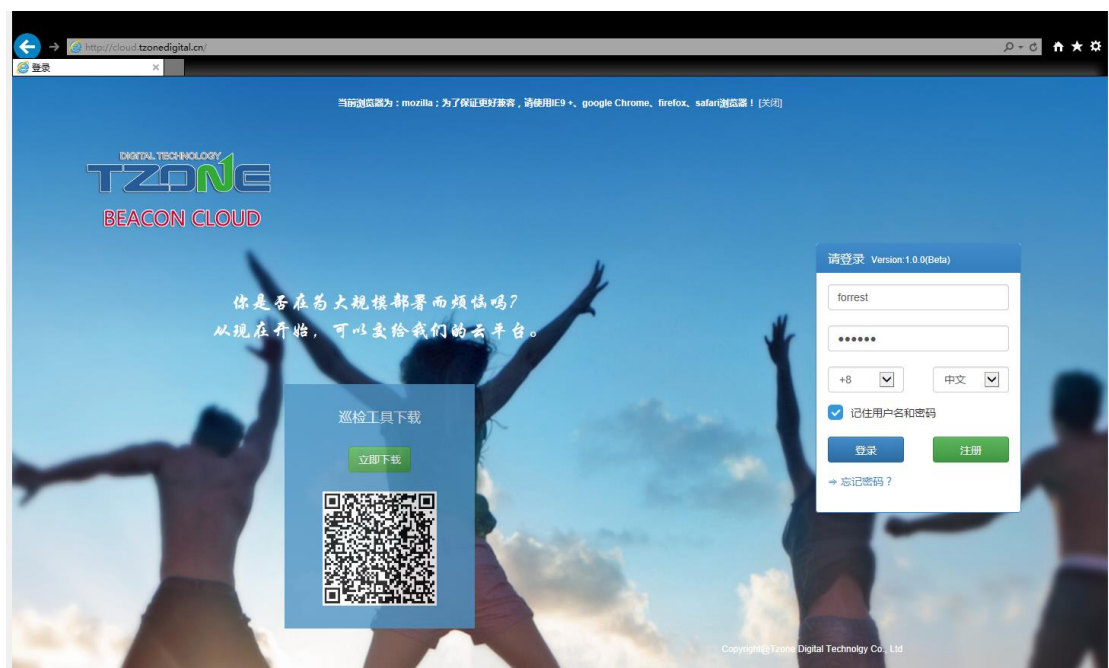 http://cloud.tzonedigital.cn/
登录
当前浏览器为：mozilla；为了保证更好兼容，请使用IE9 +、google Chrome、firefox、safari浏览器！ [关闭]
DIGITAL TECHNOLOGY
TZONE
BEACON CLOUD
你是否在为大规模部署而烦恼吗？
从现在开始，可以交给我们的云平台。
巡检工具下载
立即下载
请登录 Version:1.0.0(Beta)
forrest
••••••
+8 中文
记住用户名和密码
登录 注册
⇒ 忘记密码？
Copyright@Tzone Digital Technolgy Co., Ltd